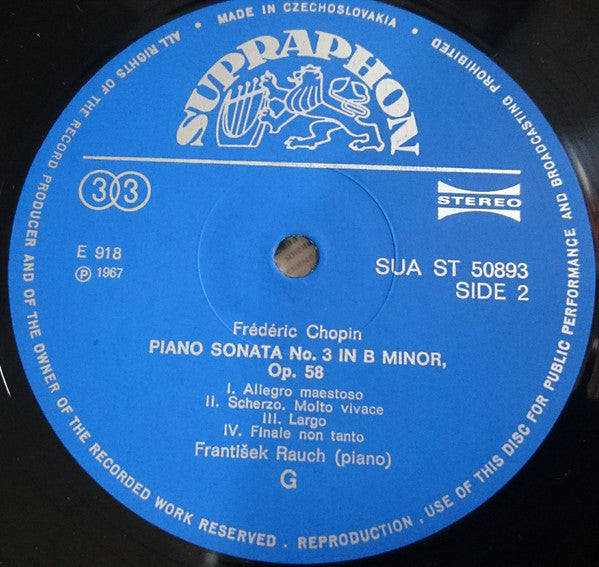 MADE IN CZECHOSLOVAKIA •
ALL RIGHTS OF THE RECORD PRODUCER AND OF THE OWNER OF THE RECORDED WORK RESERVED . REPRODUCTION , USE OF THIS DISC FOR PUBLIC PERFORMANCE AND BROADCASTING PROHIBITED
SUPRAPHON
33
STEREO
E 918
Ⓟ 1967
SUA ST 50893
SIDE 2
Frédéric Chopin
PIANO SONATA No. 3 IN B MINOR,
Op. 58
I. Allegro maestoso
II. Scherzo. Molto vivace
III. Largo
IV. Finale non tanto
František Rauch (piano)
G